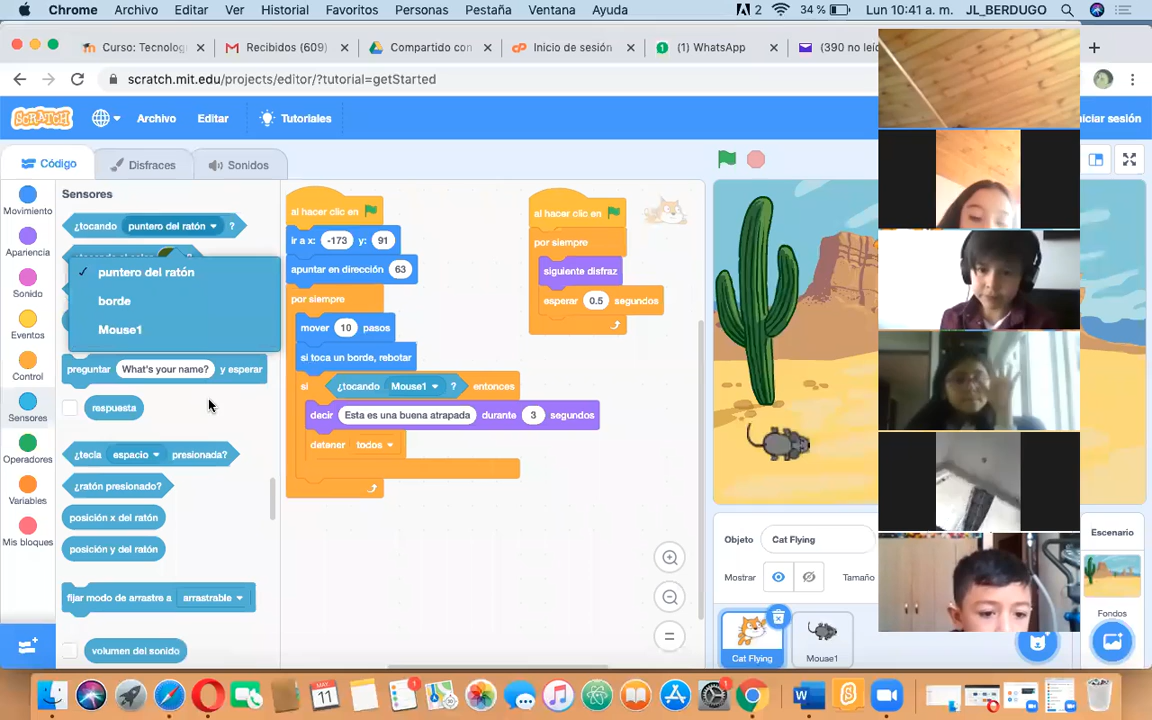 Chrome Archivo Editar Ver Historial Favoritos Personas Pestaña Ventana Ayuda 2 34 % Lun 10:41 a. m. JL_BERDUGO
Curso: Tecnolog Recibidos (609) Compartido con Inicio de sesión (1) WhatsApp (390 no leíd
scratch.mit.edu/projects/editor/?tutorial=getStarted
SCRATCH Archivo Editar Tutoriales iciar sesión
Código Disfraces Sonidos
Movimiento
Apariencia
Sonido
Eventos
Control
Sensores
Operadores
Variables
Mis bloques
Sensores
¿tocando puntero del ratón ?
puntero del ratón
borde
Mouse1
preguntar What's your name? y esperar
respuesta
¿tecla espacio presionada?
¿ratón presionado?
posición x del ratón
posición y del ratón
fijar modo de arrastre a arrastrable
volumen del sonido
al hacer clic en
ir a x: -173 y: 91
apuntar en dirección 63
por siempre
mover 10 pasos
si toca un borde, rebotar
si ¿tocando Mouse1 ? entonces
decir Esta es una buena atrapada durante 3 segundos
detener todos
al hacer clic en
por siempre
siguiente disfraz
esperar 0.5 segundos
Objeto Cat Flying
Mostrar Tamaño
Cat Flying Mouse1
Escenario
Fondos
MAY
11
1
1